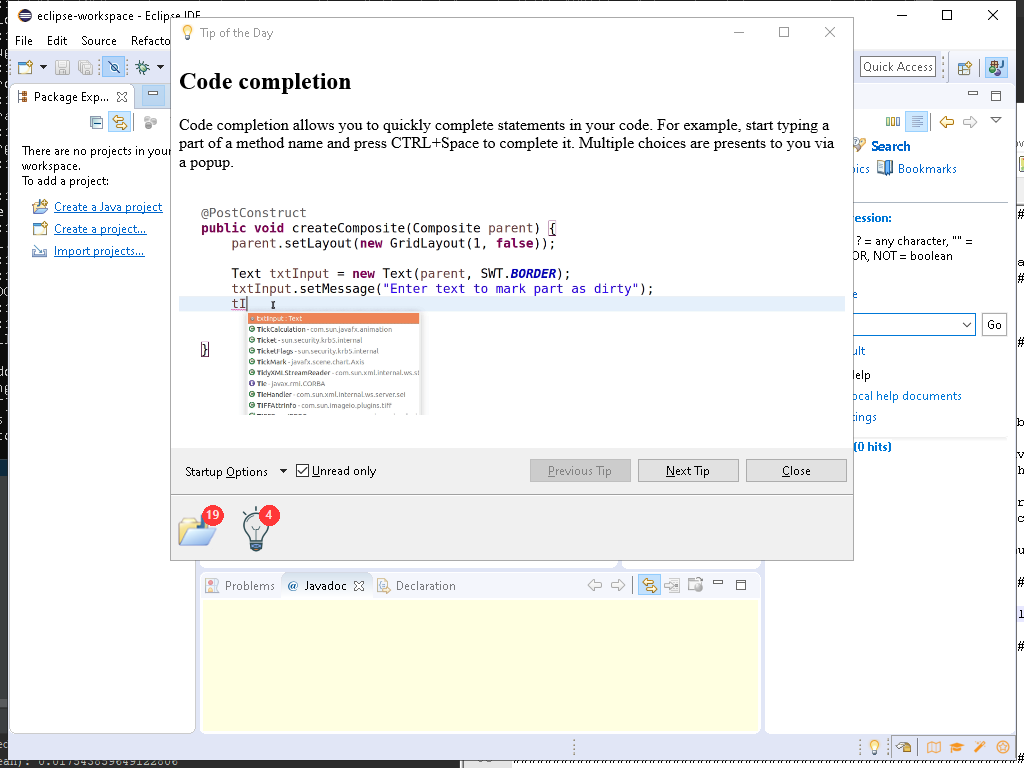 eclipse-workspace - Eclipse IDE
Tip of the Day
File Edit Source Refacto
Quick Access
Package Exp...
Code completion
Code completion allows you to quickly complete statements in your code. For example, start typing a
part of a method name and press CTRL+Space to complete it. Multiple choices are presents to you via
a popup.
There are no projects in your
workspace.
To add a project:
Create a Java project
Create a project...
Import projects...
Search
Bookmarks
ession:
? = any character, "" =
OR, NOT = boolean
Go
ocal help documents
(0 hits)
@PostConstruct
public void createComposite(Composite parent) {
parent.setLayout(new GridLayout(1, false));
Text txtInput = new Text(parent, SWT.BORDER);
txtInput.setMessage("Enter text to mark part as dirty");
tI
txtInput : Text
TickCalculation - com.sun.javafx.animation
Ticket - sun.security.krb5.internal
TicketFlags - sun.security.krb5.internal
TickMark - javafx.scene.chart.Axis
TidyXMLStreamReader - com.sun.xml.internal.ws.st
Tie - javax.rmi.CORBA
TieHandler - com.sun.xml.internal.ws.server.sei
TIFFAttrInfo - com.sun.imageio.plugins.tiff
}
Startup Options Unread only
Previous Tip Next Tip Close
19 4
Problems @ Javadoc Declaration